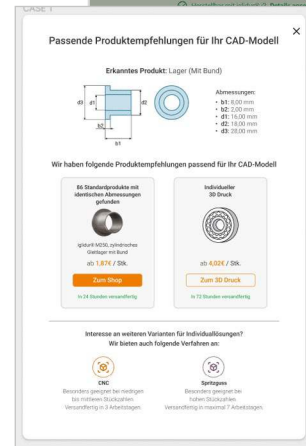 CASE 1
Passende Produktempfehlungen für Ihr CAD-Modell
Erkanntes Produkt: Lager (Mit Bund)
d3
d1
d2
b2
b1
Abmessungen:
• b1: 8,00 mm
• b2: 2,00 mm
• d1: 16,00 mm
• d2: 18,00 mm
• d3: 28,00 mm
Wir haben folgende Produktempfehlungen passend für Ihr CAD-Modell
86 Standardprodukte mit
identischen Abmessungen
gefunden
iglidur® M250, zylindrisches
Gleitlager mit Bund
ab 1,87€ / Stk.
Zum Shop
In 24 Stunden versandfertig
Individueller
3D Druck
ab 4,02€ / Stk.
Zum 3D Druck
In 72 Stunden versandfertig
Interesse an weiteren Varianten für Individuallösungen?
Wir bieten auch folgende Verfahren an:
CNC
Besonders geeignet bei niedrigen
bis mittleren Stückzahlen
Versandfertig in 3 Arbeitstagen
Spritzguss
Besonders geeignet bei
hohen Stückzahlen
Versandfertig in maximal 7 Arbeitstagen